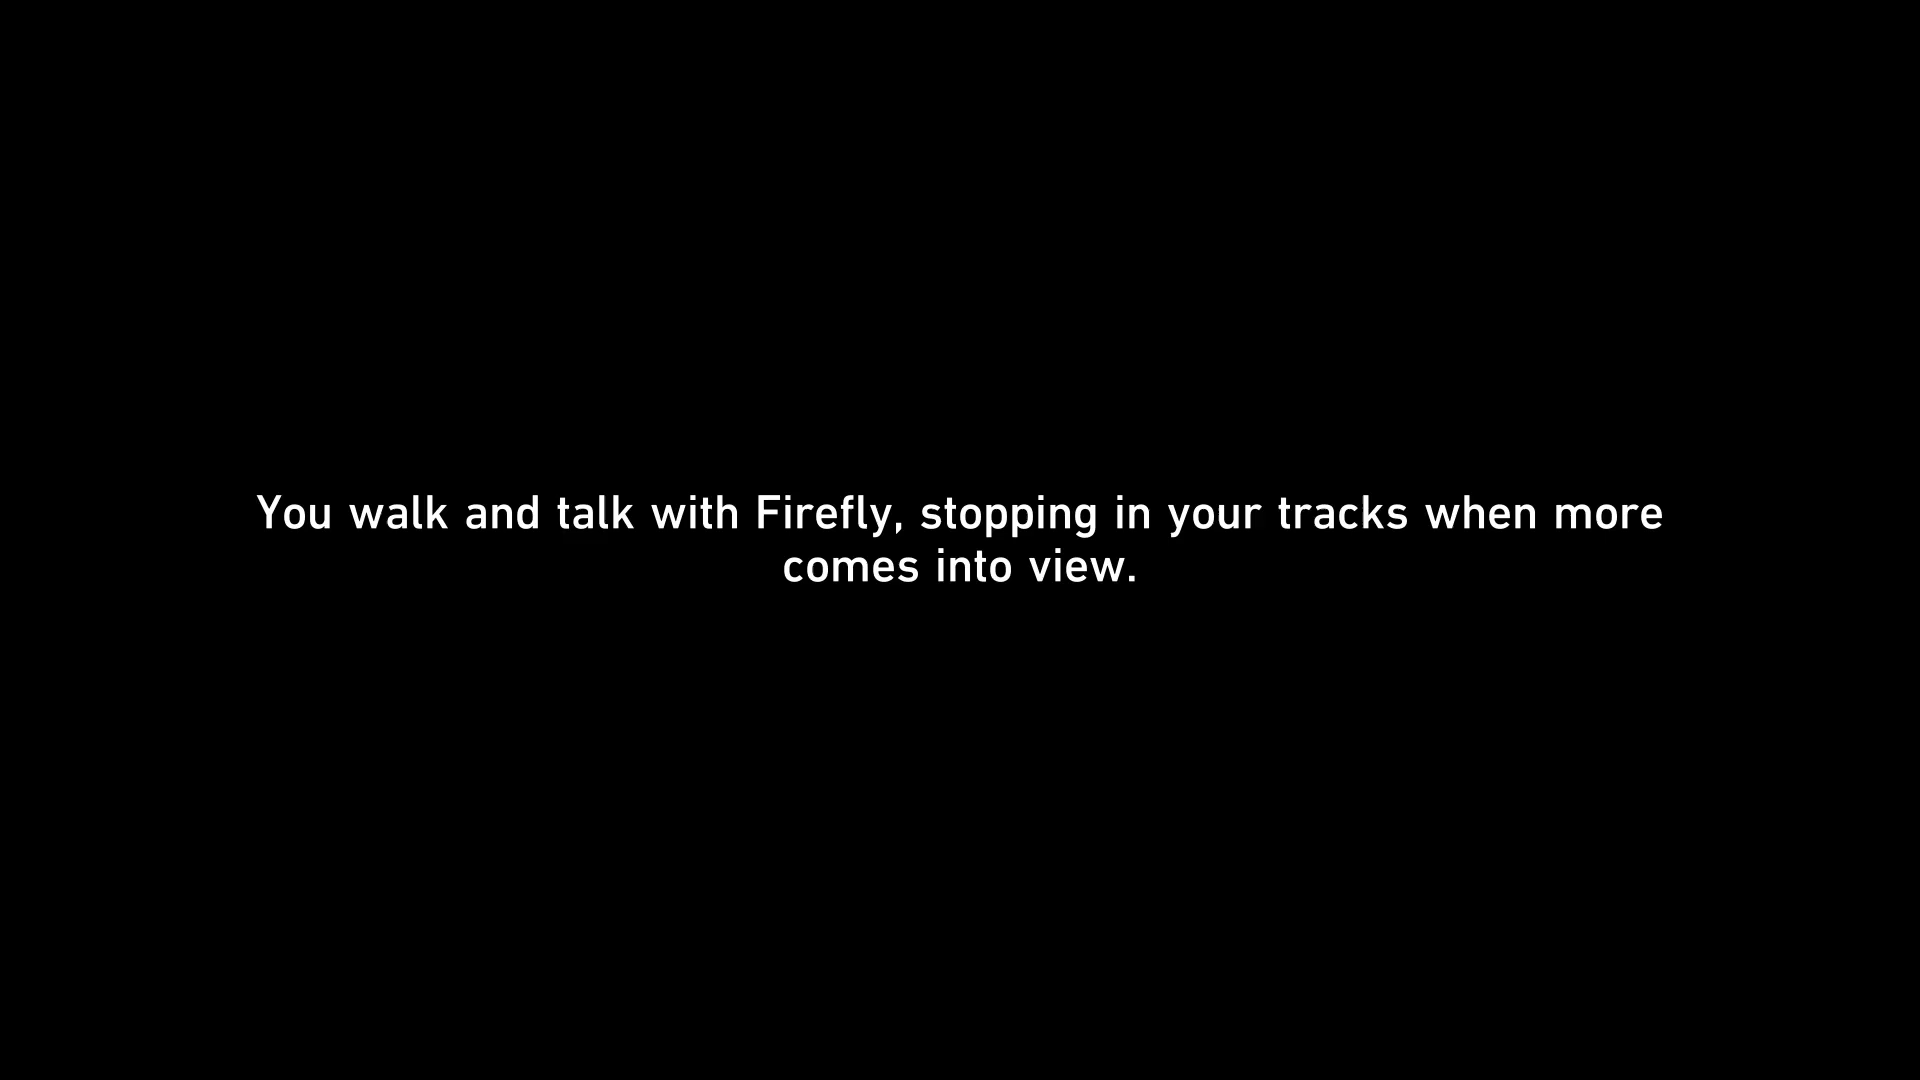 You walk and talk with Firefly, stopping in your tracks when more
comes into view.